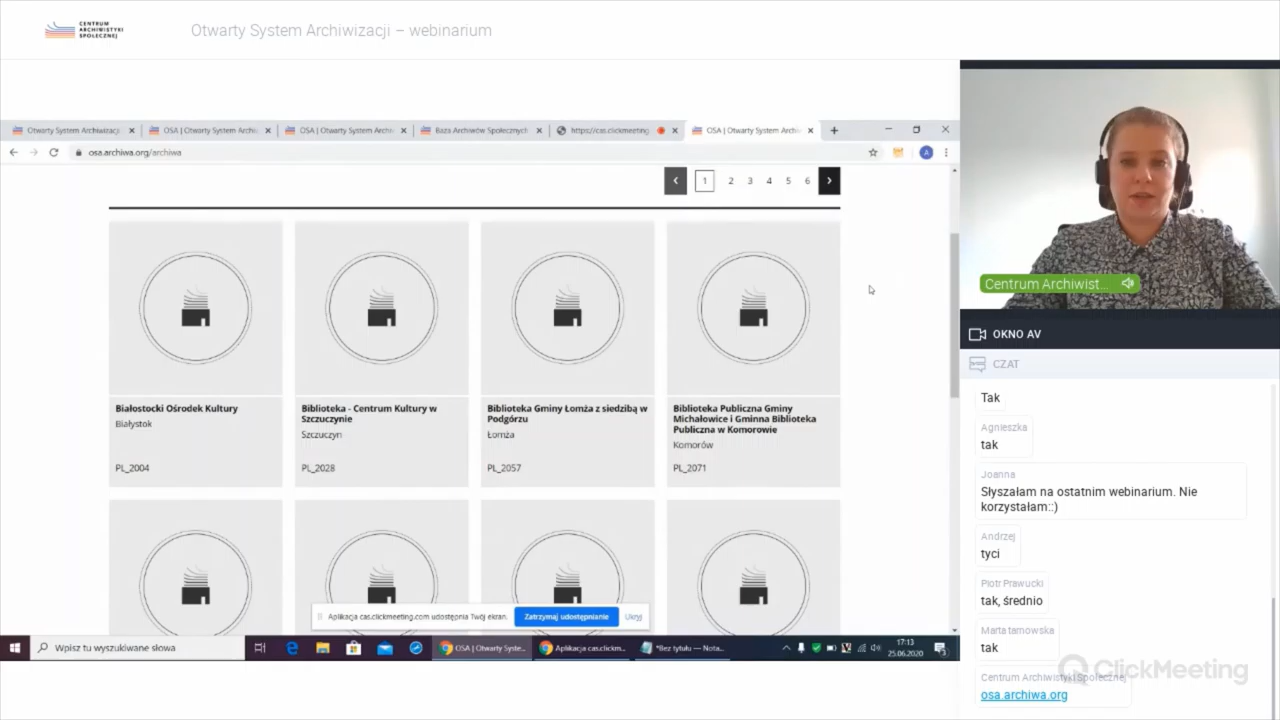 CENTRUM
ARCHIWISTYKI
SPOŁECZNEJ
Otwarty System Archiwizacji – webinarium
Otwarty System Archiwizacj
OSA | Otwarty System Archi
OSA | Otwarty System Archi
Baza Archiwów Społecznych
https://cas.clickmeeting
OSA | Otwarty System Archi
osa.archiwa.org/archiwa
A
1 2 3 4 5 6
Białostocki Ośrodek Kultury
Białystok
PL_2004
Biblioteka - Centrum Kultury w
Szczuczynie
Szczuczyn
PL_2028
Biblioteka Gminy Łomża z siedzibą w
Podgórzu
Łomża
PL_2057
Biblioteka Publiczna Gminy
Michałowice i Gminna Biblioteka
Publiczna w Komorowie
Komorów
PL_2071
Aplikacja cas.clickmeeting.com udostępnia Twój ekran.
Zatrzymaj udostępnianie
Ukryj
Wpisz tu wyszukiwane słowa
OSA | Otwarty Syste...
Aplikacja cas.clickm...
*Bez tytułu — Nota...
17:13
25.06.2020
Centrum Archiwist...
OKNO AV
CZAT
Tak
Agnieszka
tak
Joanna
Słyszałam na ostatnim webinarium. Nie
korzystałam::)
Andrzej
tyci
Piotr Prawucki
tak, średnio
Marta tarnowska
tak
Centrum Archiwistyki Społecznej
osa.archiwa.org
ClickMeeting